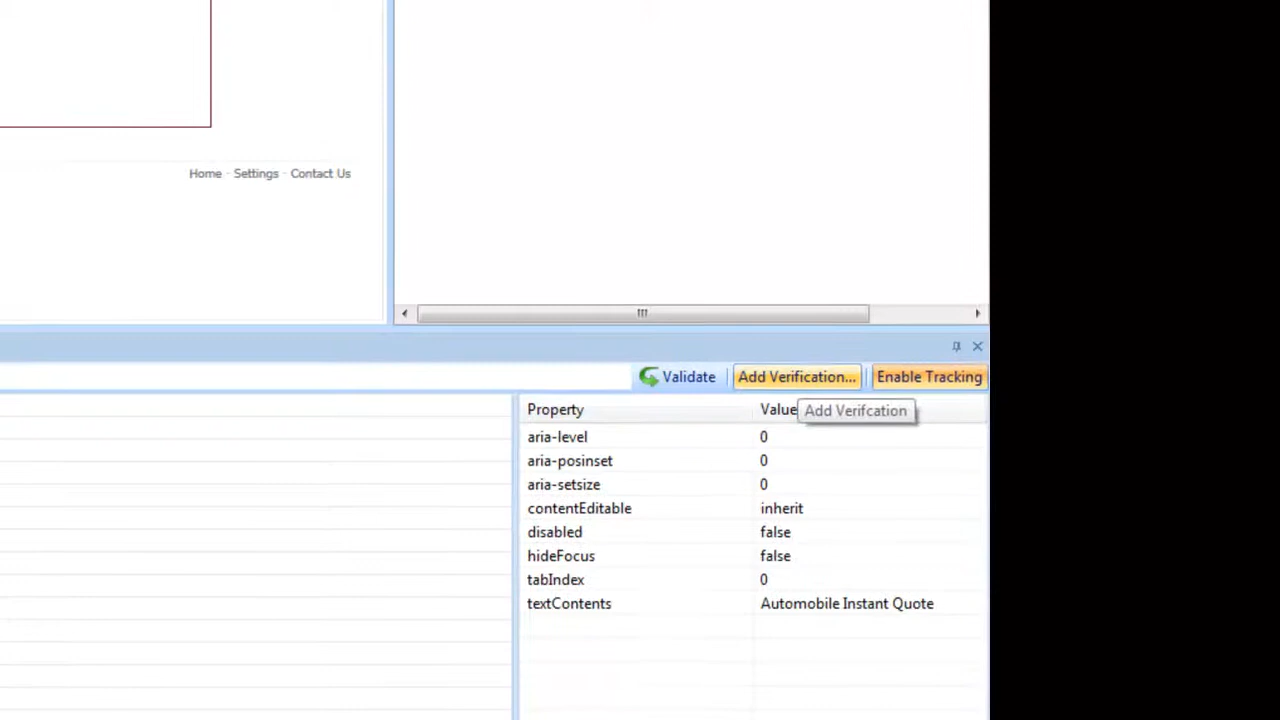 Home · Settings · Contact Us
Validate Add Verification... Enable Tracking
Property Value
Add Verifcation
aria-level 0
aria-posinset 0
aria-setsize 0
contentEditable inherit
disabled false
hideFocus false
tabIndex 0
textContents Automobile Instant Quote